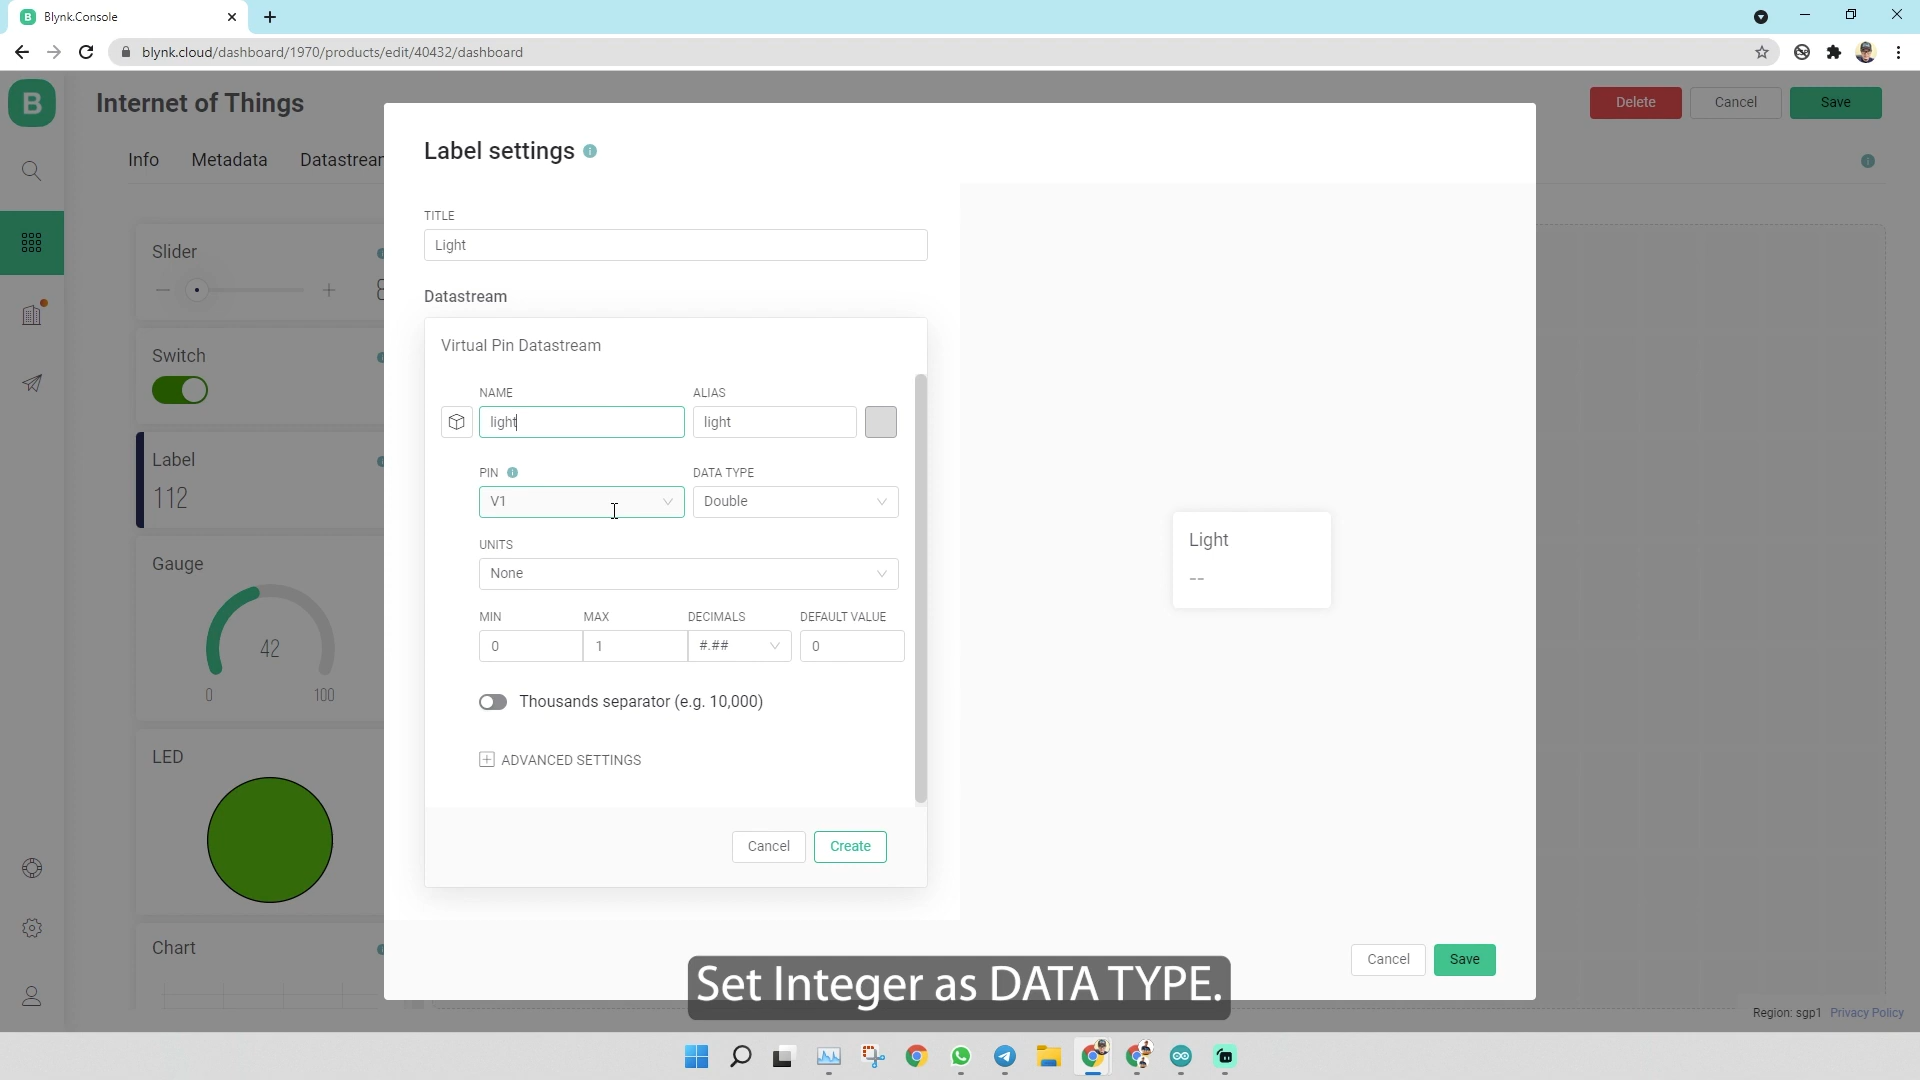 Blynk.Console
blynk.cloud/dashboard/1970/products/edit/40432/dashboard
B
Internet of Things
Delete
Cancel
Save
Info
Metadata
Datastrear
Label settings
TITLE
Light
Datastream
Virtual Pin Datastream
NAME
ALIAS
light
light
PIN
DATA TYPE
V1
Double
UNITS
None
MIN
MAX
DECIMALS
DEFAULT VALUE
0
1
#.##
0
Thousands separator (e.g. 10,000)
ADVANCED SETTINGS
Cancel
Create
Light
--
Cancel
Save
Slider
8
Switch
Label
112
Gauge
42
0
100
LED
Chart
Set Integer as DATA TYPE.
Region: sgp1
Privacy Policy